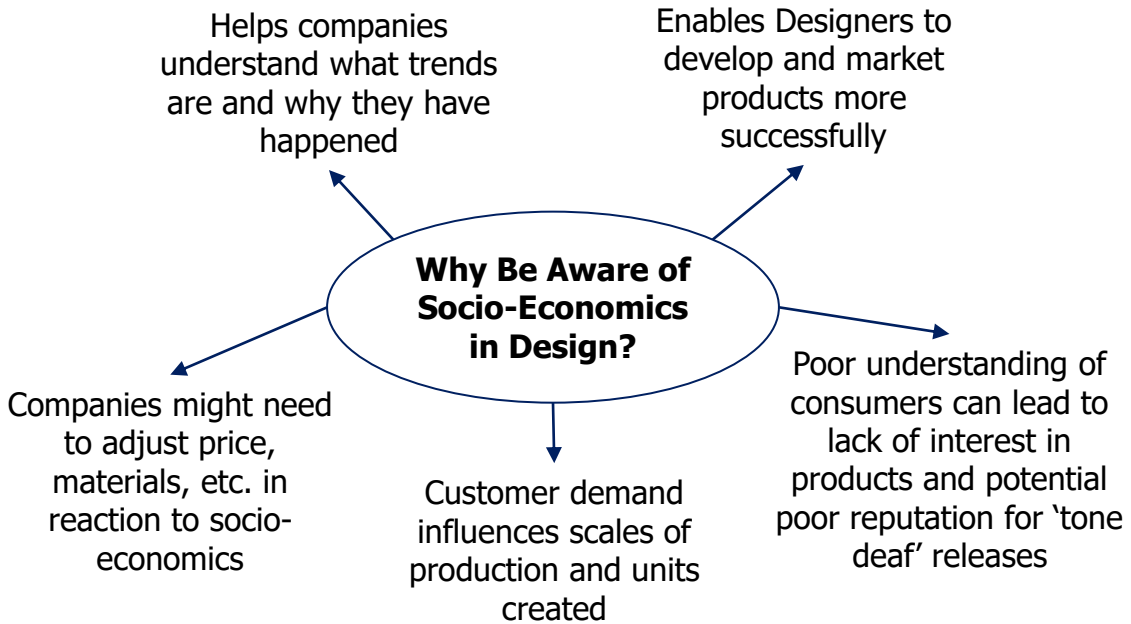 Helps companies
understand what trends
are and why they have
happened
Enables Designers to
develop and market
products more
successfully
Why Be Aware of
Socio-Economics
in Design?
Companies might need
to adjust price,
materials, etc. in
reaction to socio-
economics
Customer demand
influences scales of
production and units
created
Poor understanding of
consumers can lead to
lack of interest in
products and potential
poor reputation for ‘tone
deaf’ releases